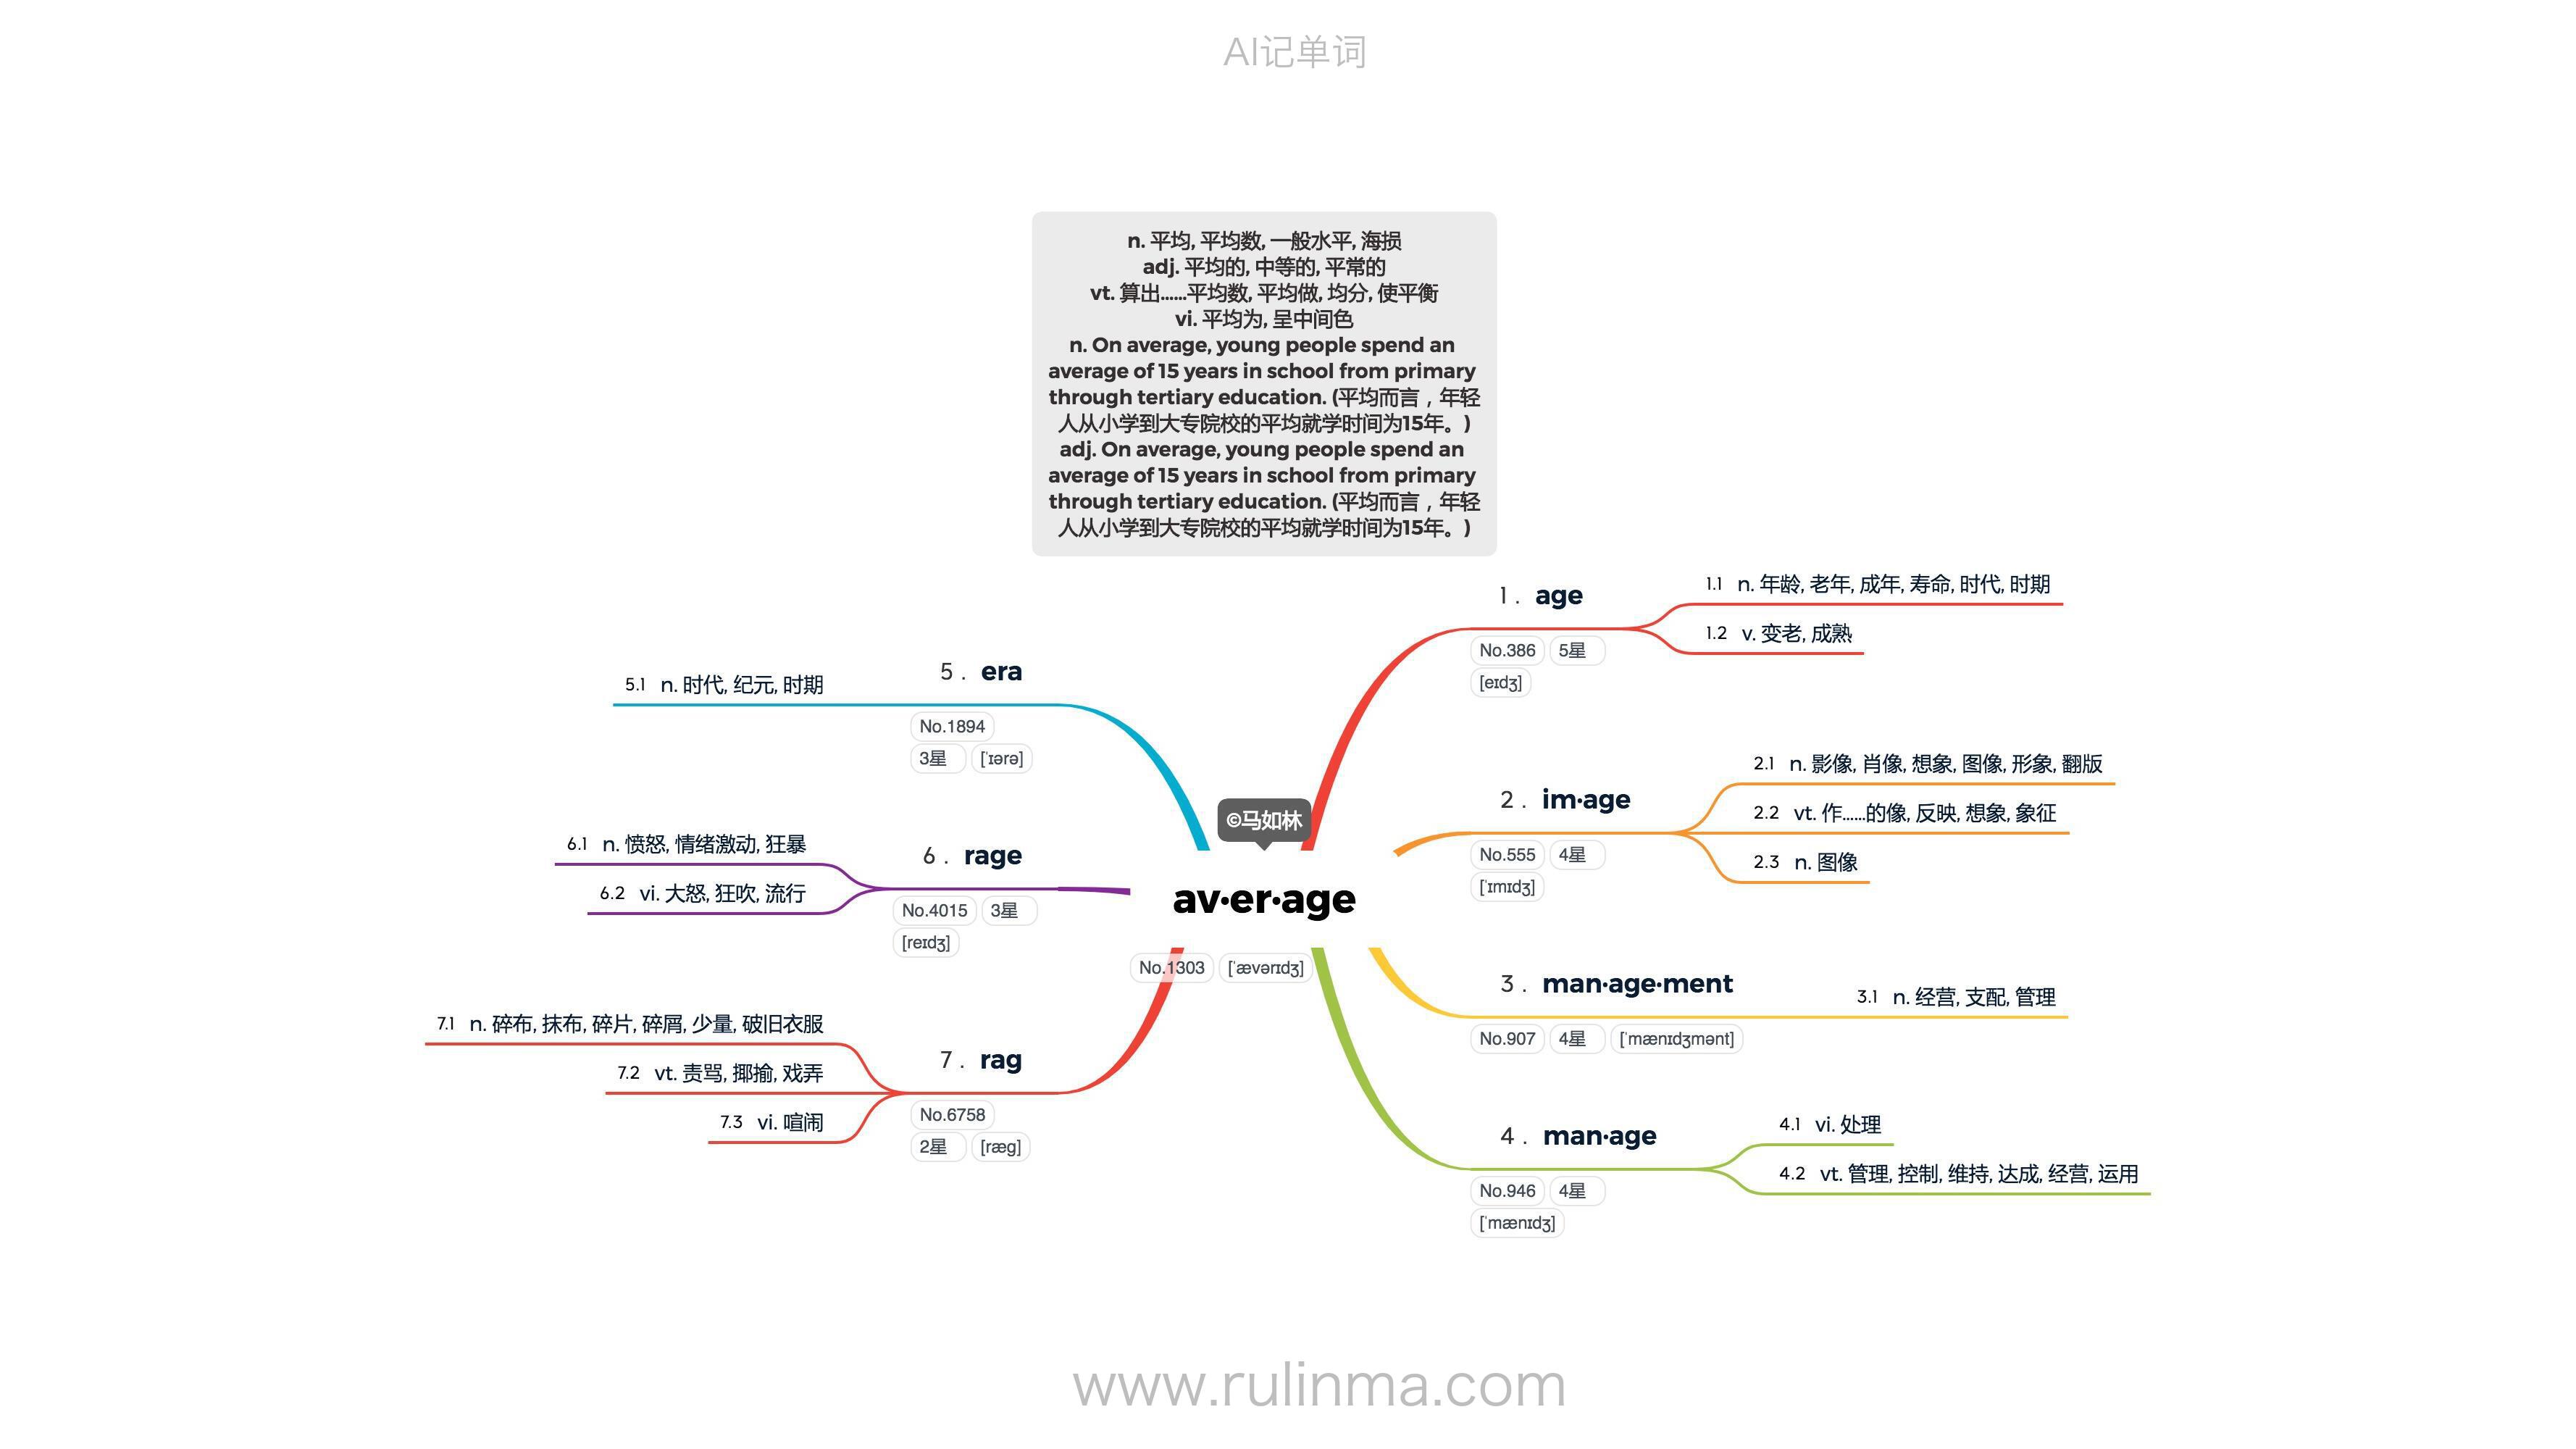 AI记单词
n. 平均, 平均数, 一般水平, 海损
adj. 平均的, 中等的, 平常的
vt. 算出……平均数, 平均做, 均分, 使平衡
vi. 平均为, 呈中间色
n. On average, young people spend an
average of 15 years in school from primary
through tertiary education. (平均而言，年轻
人从小学到大专院校的平均就学时间为15年。)
adj. On average, young people spend an
average of 15 years in school from primary
through tertiary education. (平均而言，年轻
人从小学到大专院校的平均就学时间为15年。)
©马如林
av·er·age
No.1303 [ˈævərɪdʒ]
1. age
No.386 5星
[eɪdʒ]
1.1 n. 年龄, 老年, 成年, 寿命, 时代, 时期
1.2 v. 变老, 成熟
2. im·age
No.555 4星
[ˈɪmɪdʒ]
2.1 n. 影像, 肖像, 想象, 图像, 形象, 翻版
2.2 vt. 作……的像, 反映, 想象, 象征
2.3 n. 图像
3. man·age·ment
No.907 4星 [ˈmænɪdʒmənt]
3.1 n. 经营, 支配, 管理
4. man·age
No.946 4星
[ˈmænɪdʒ]
4.1 vi. 处理
4.2 vt. 管理, 控制, 维持, 达成, 经营, 运用
5. era
No.1894
3星 [ˈɪərə]
5.1 n. 时代, 纪元, 时期
6. rage
No.4015 3星
[reɪdʒ]
6.1 n. 愤怒, 情绪激动, 狂暴
6.2 vi. 大怒, 狂吹, 流行
7. rag
No.6758
2星 [ræg]
7.1 n. 碎布, 抹布, 碎片, 碎屑, 少量, 破旧衣服
7.2 vt. 责骂, 揶揄, 戏弄
7.3 vi. 喧闹
www.rulinma.com